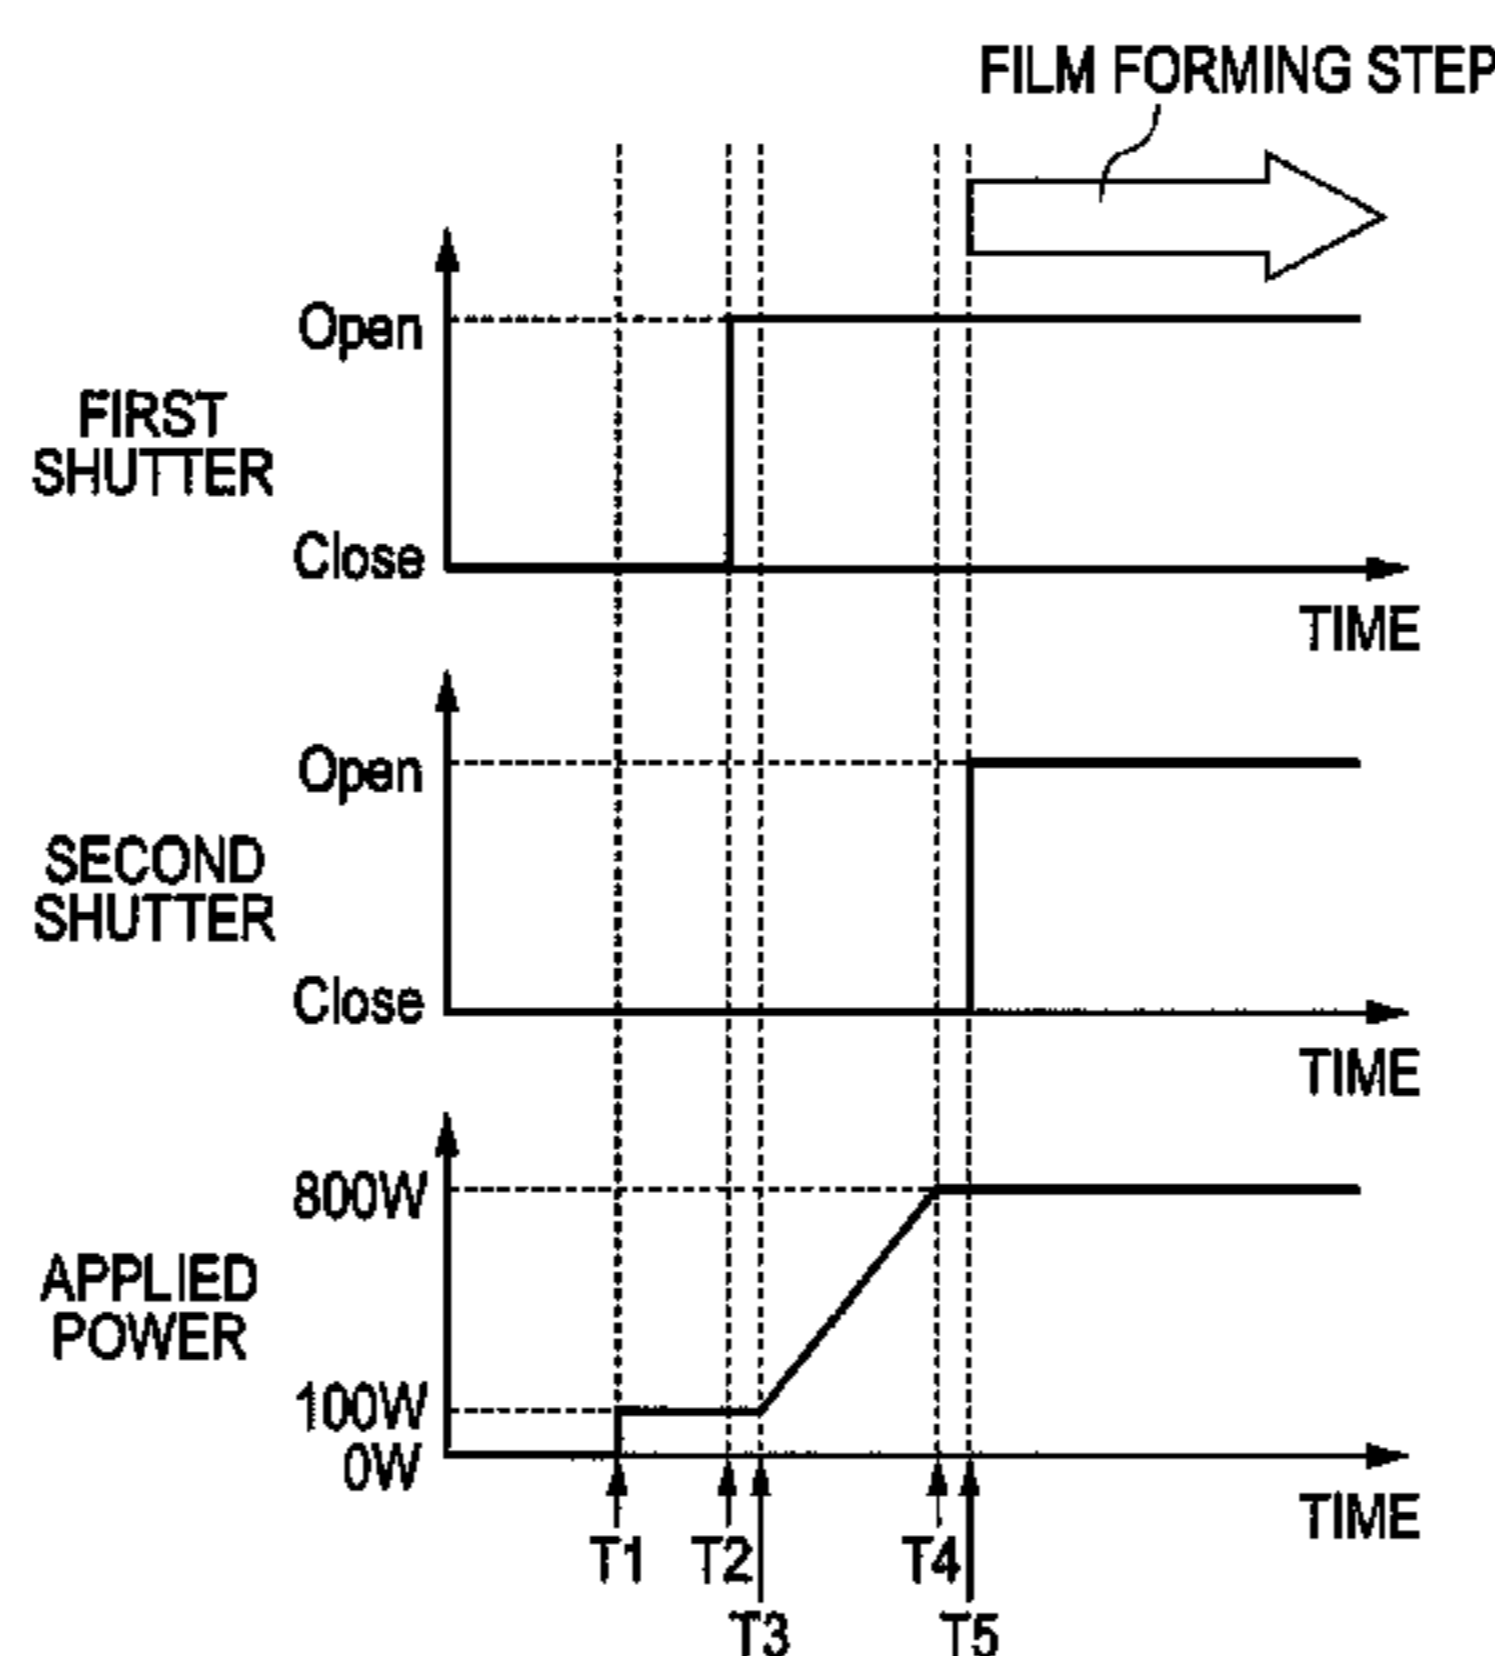 FILM FORMING STEP
Open
FIRST
SHUTTER
Close
TIME
Open
SECOND
SHUTTER
Close
TIME
800W
APPLIED
POWER
100W
0W
TIME
T1 T2 T4
T3 T5